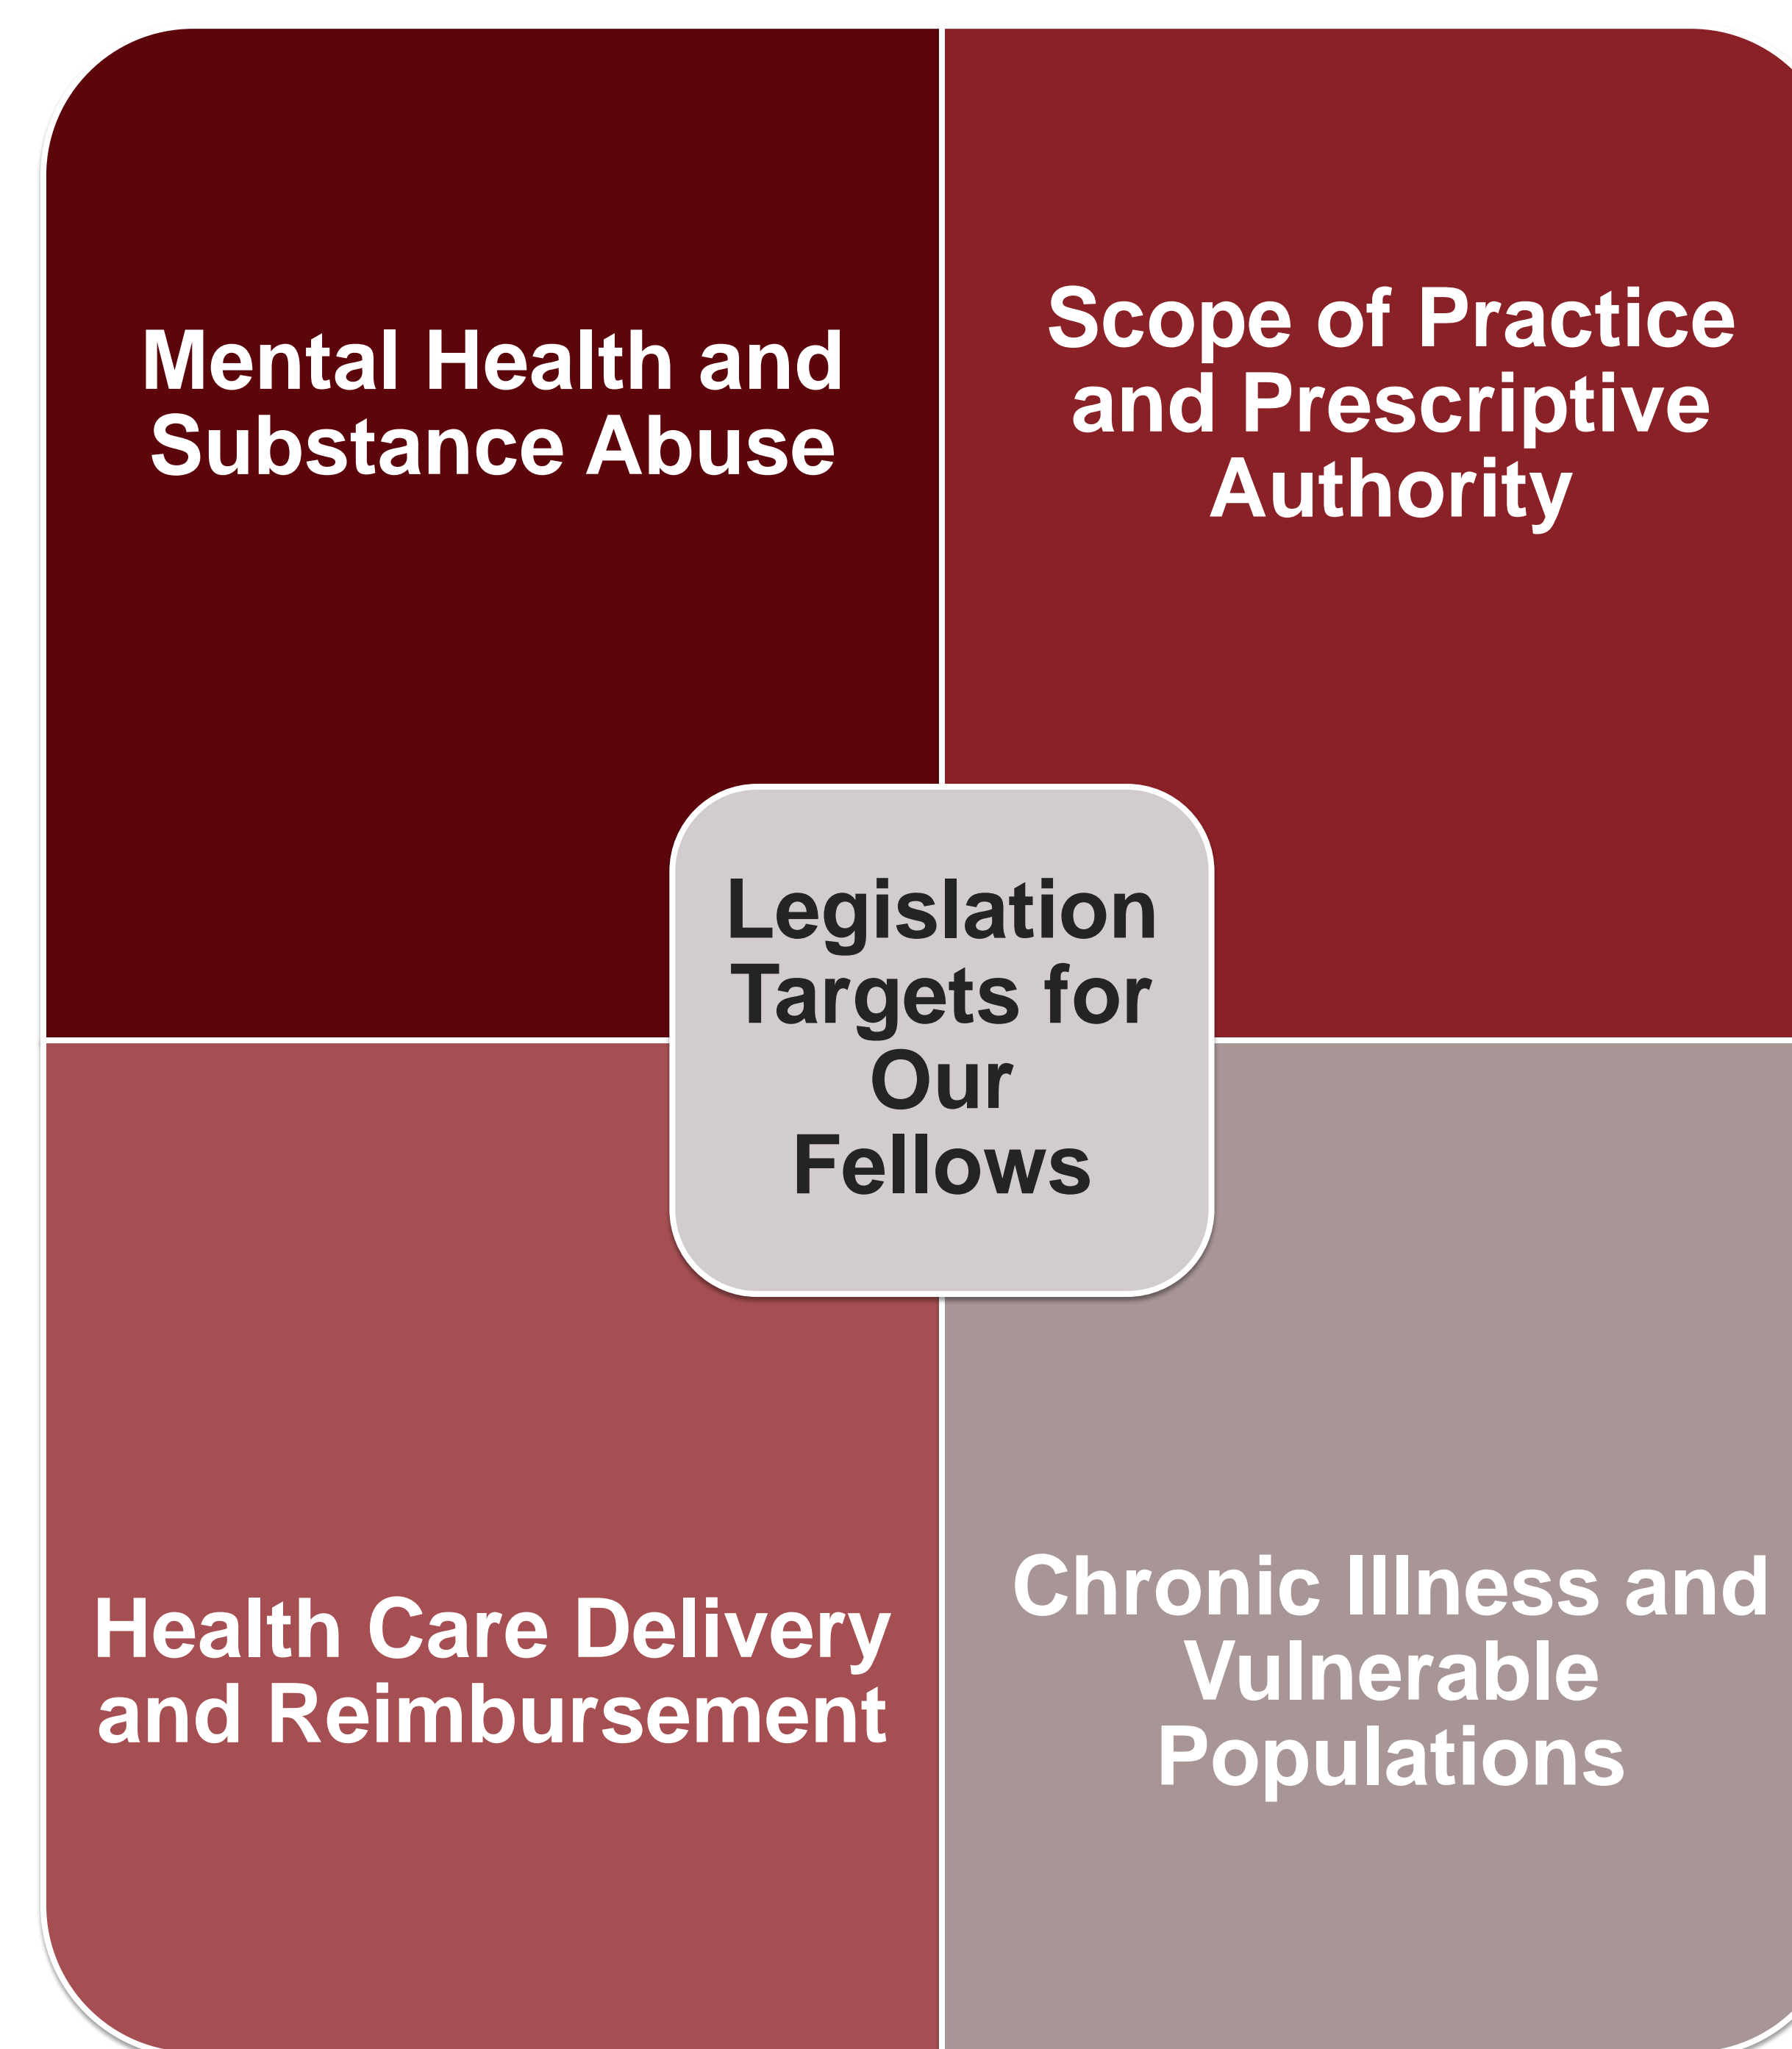 Mental Health and
Substance Abuse
Scope of Practice
and Prescriptive
Authority
Legislation
Targets for
Our
Fellows
Health Care Delivery
and Reimbursement
Chronic Illness and
Vulnerable
Populations